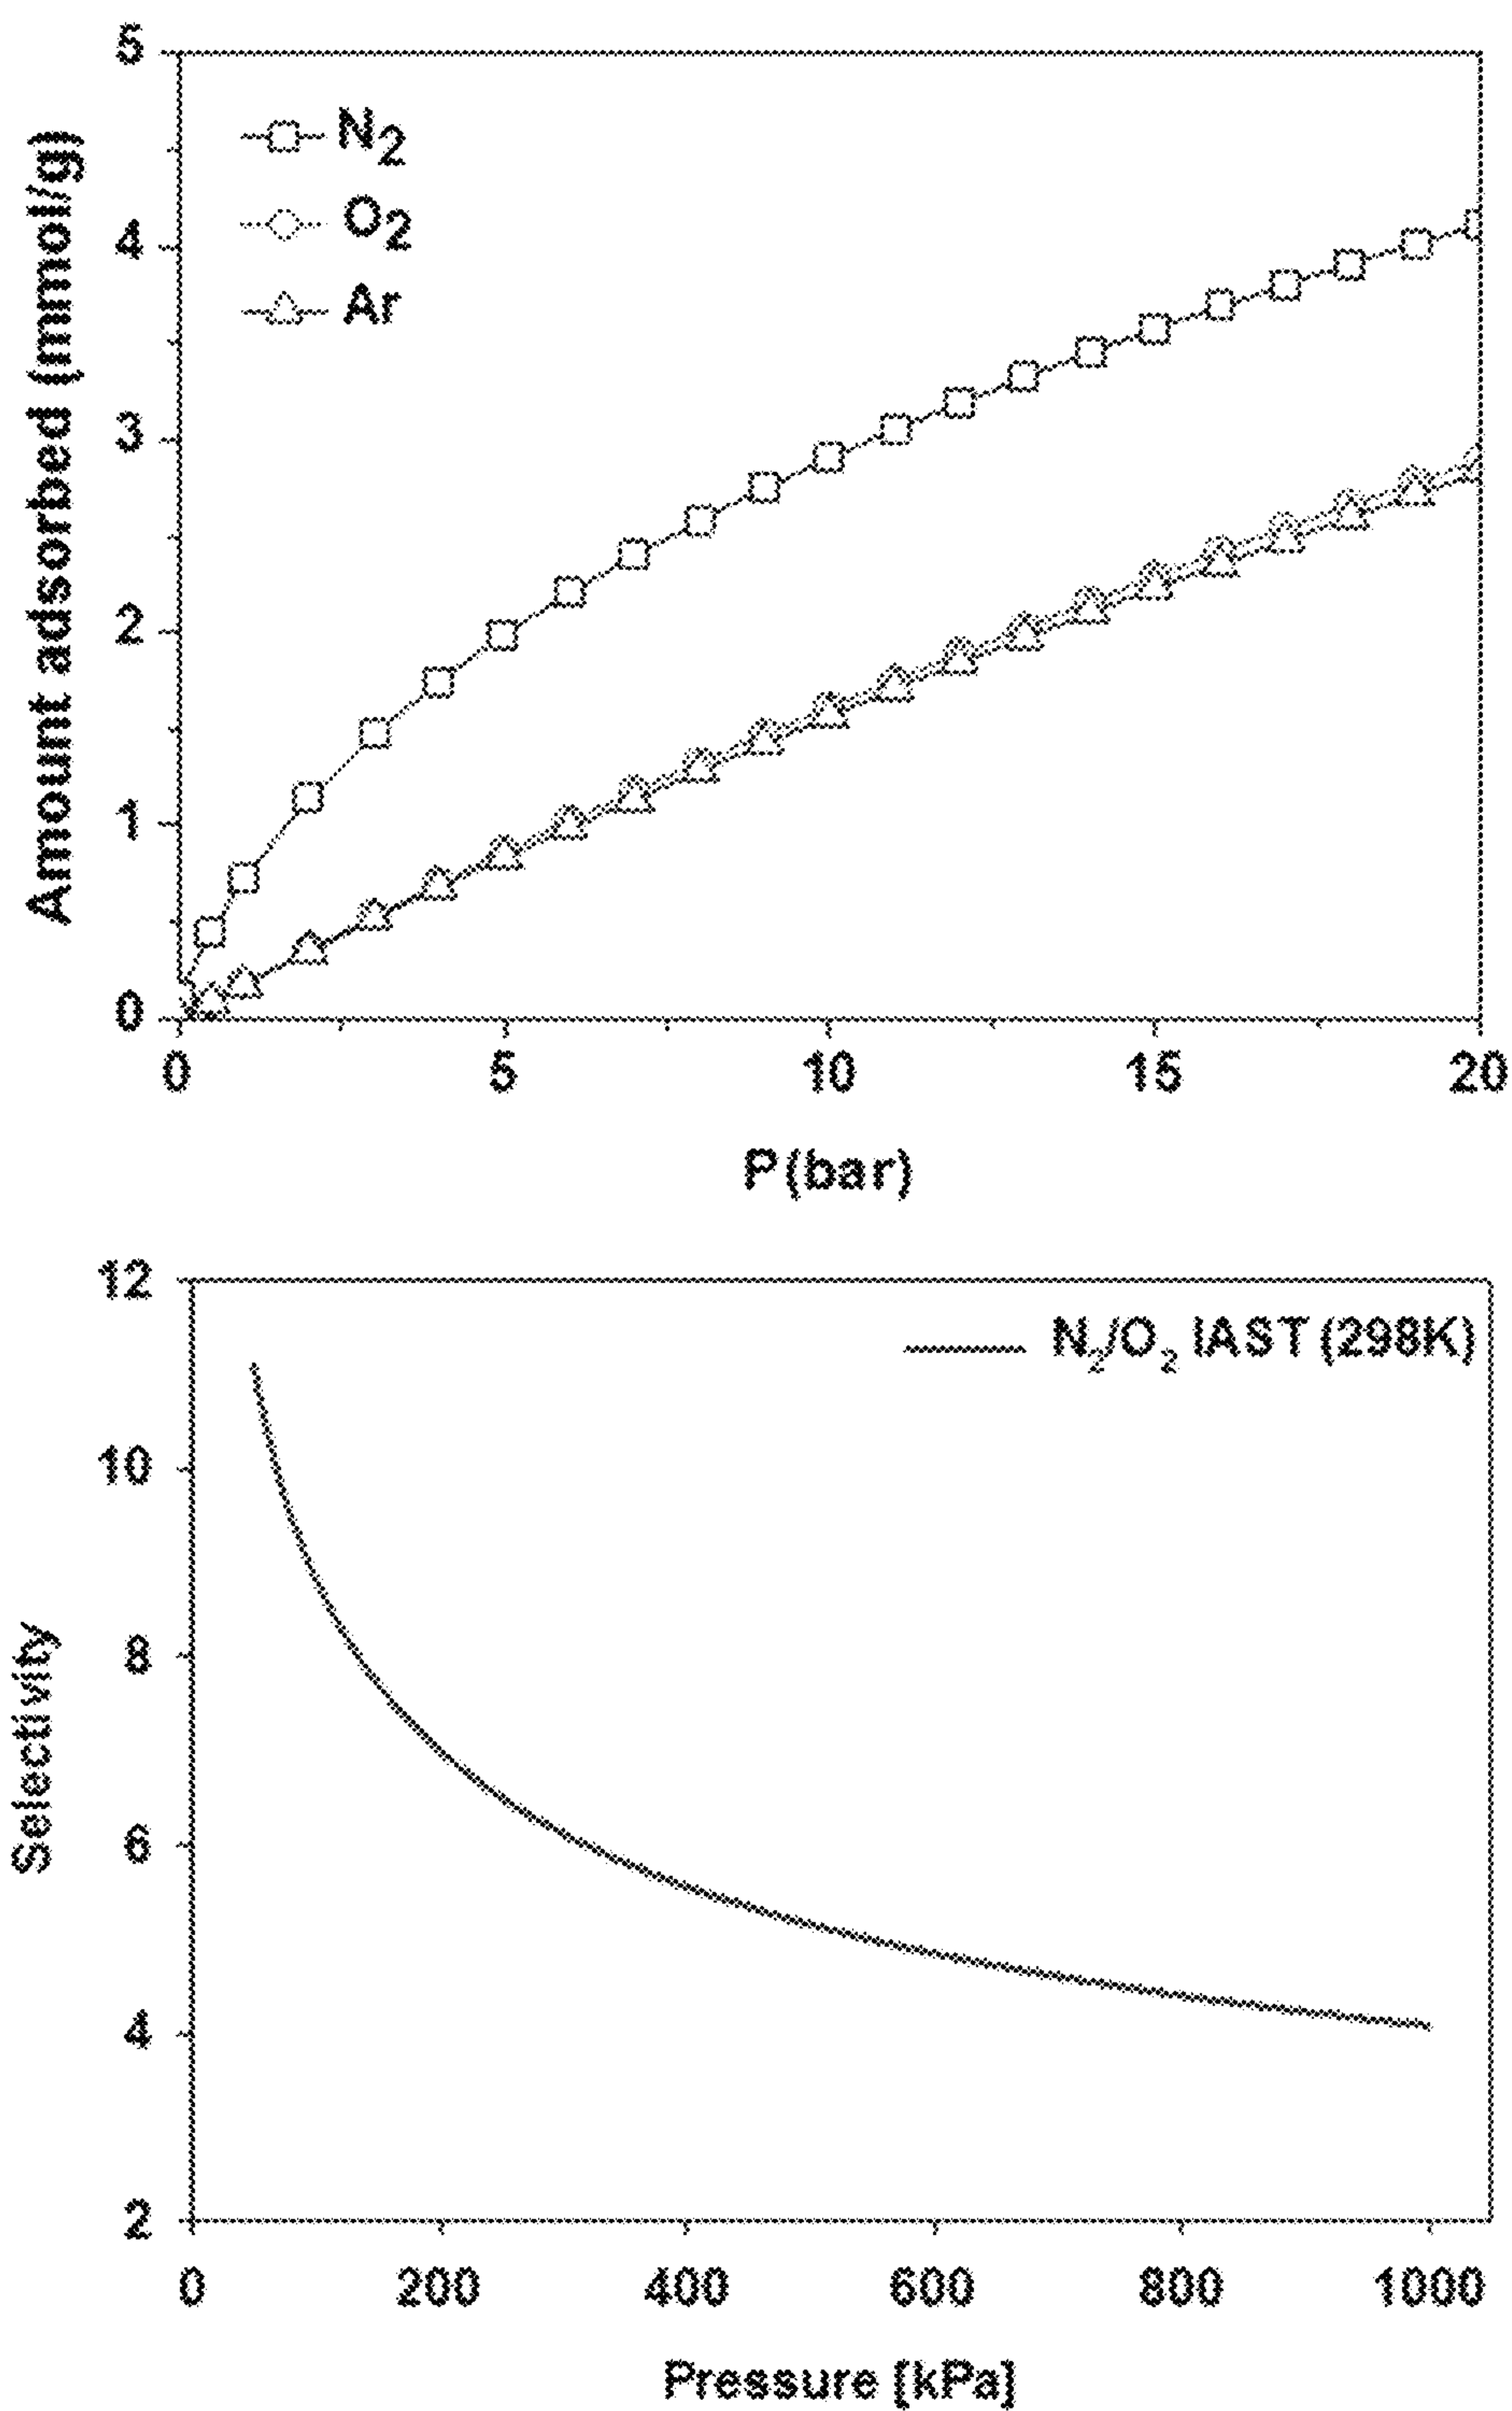 5
4
3
2
1
0
Amount adsorbed (mmol/g)
N2
O2
Ar
0 5 10 15 20
P(bar)
12
10
8
6
4
2
Selectivity
N2/O2 IAST (298K)
0 200 400 600 800 1000
Pressure [kPa]